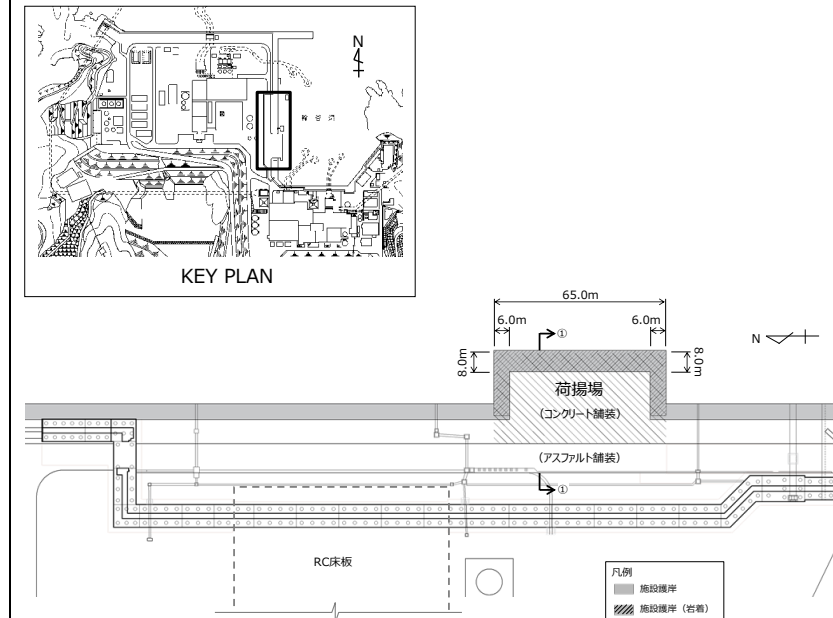 N
KEY PLAN
65.0m
6.0m
①
6.0m
N
8.0m
8.0m
荷揚場
(コンクリート舗装)
(アスファルト舗装)
①
RC床板
凡例
施設護岸
施設護岸(岩着)